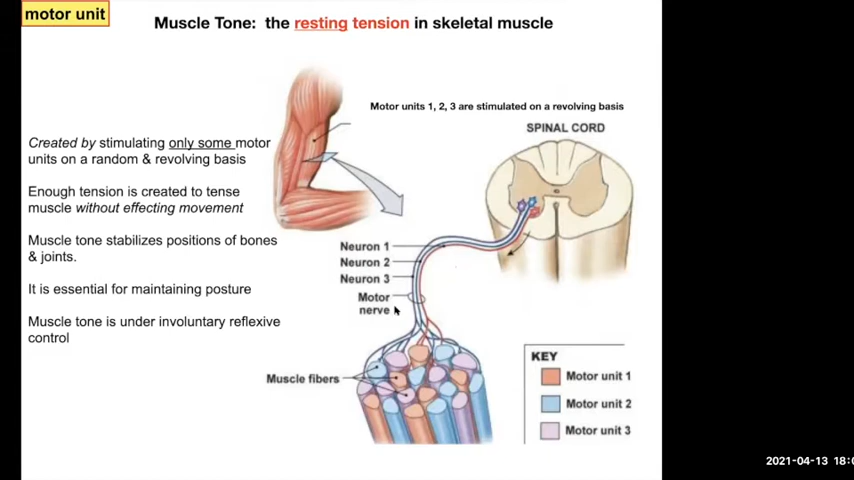 motor unit
Muscle Tone: the resting tension in skeletal muscle
Motor units 1, 2, 3 are stimulated on a revolving basis
SPINAL CORD
Created by stimulating only some motor
units on a random & revolving basis
Enough tension is created to tense
muscle without effecting movement
Muscle tone stabilizes positions of bones
& joints.
It is essential for maintaining posture
Muscle tone is under involuntary reflexive
control
Neuron 1
Neuron 2
Neuron 3
Motor
nerve
Muscle fibers
KEY
Motor unit 1
Motor unit 2
Motor unit 3
2021-04-13 18:0